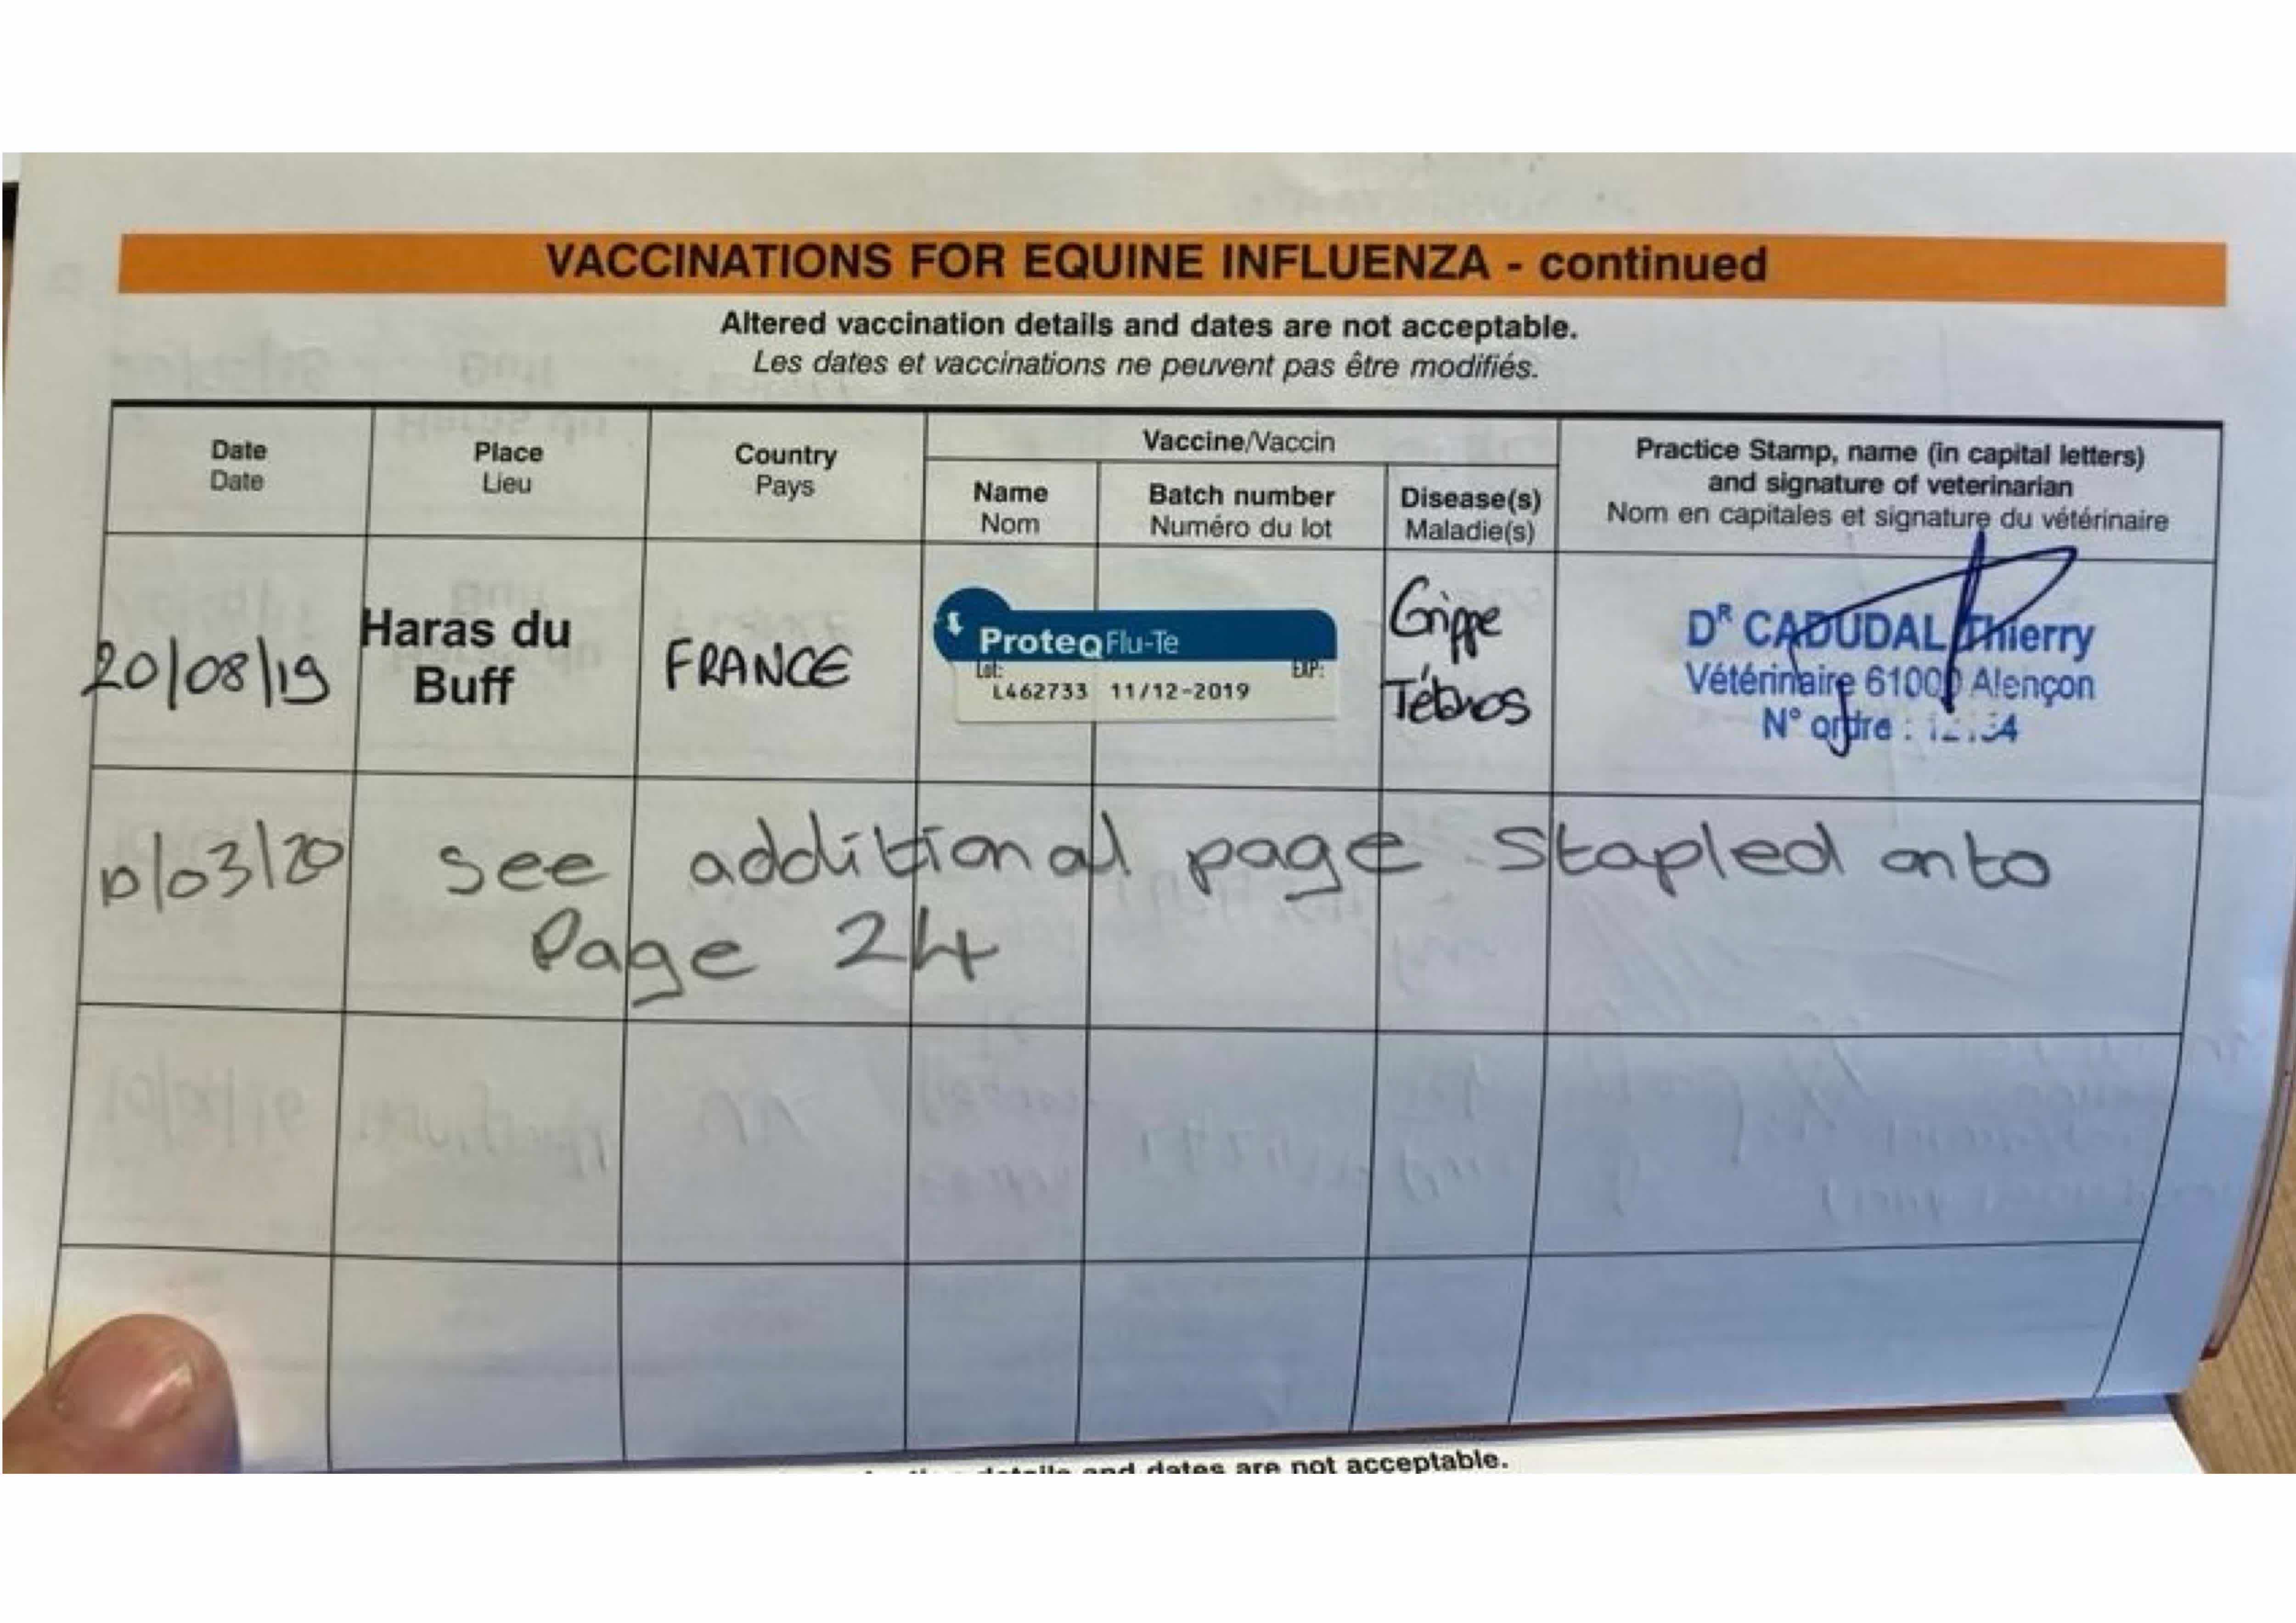 VACCINATIONS FOR EQUINE INFLUENZA - continued
Altered vaccination details and dates are not acceptable.
Les dates et vaccinations ne peuvent pas être modifiés.
Date
Date
Place
Lieu
Country
Pays
Vaccine/Vaccin
Name
Nom
Batch number
Numéro du lot
Disease(s)
Maladie(s)
Practice Stamp, name (in capital letters)
and signature of veterinarian
Nom en capitales et signature du vétérinaire
20/08/19
Haras du
Buff
FRANCE
ProteqFlu-Te
Lot: EXP:
L462733 11/12-2019
Grippe
Tébnos
DR CADUDAL Thierry
Vétérinaire 61000 Alençon
N° ordre :
10/03/20 See additional page stapled onto
Page 24
details and dates are not acceptable.